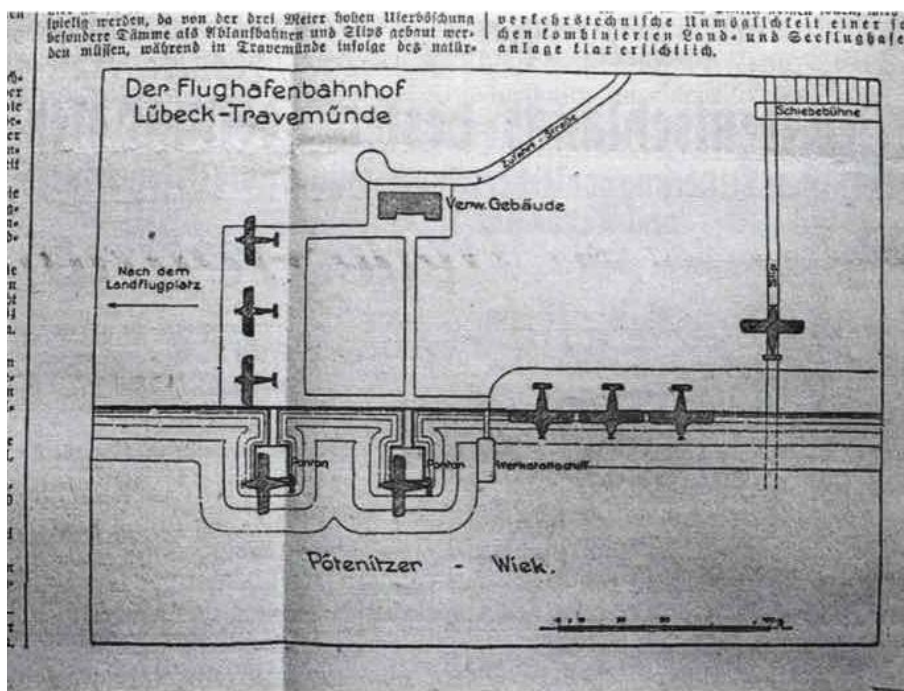 spielig werden, da von der drei Meter hohen Uferböschung
besondere Dämme als Ablaufbahnen und Slips gebaut wer-
den müssen, während in Travemünde infolge des natür-
verkehrstechnische Unmöglichkeit einer so
chen kombinierten Land- und Seeflughafe
anlage klar ersichtlich.
Der Flughafenbahnhof
Lübeck-Travemünde
Schiebebühne
Zufahrt-Straße
Verw. Gebäude
Nach dem
Landflugplatz
Slip
Ponton
Ponton
Werkstattschiff
Pötenitzer - Wiek.